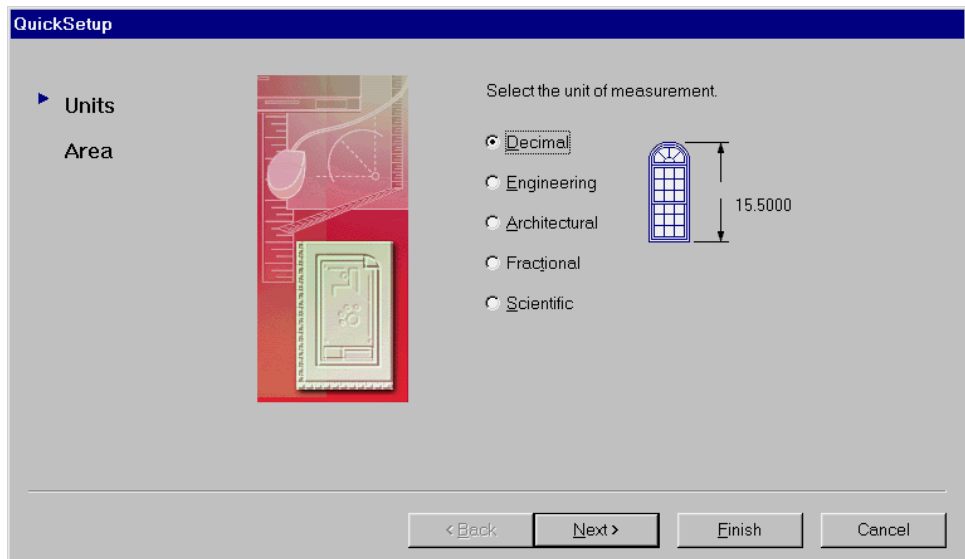 QuickSetup
Units
Area
Select the unit of measurement.
Decimal
Engineering
Architectural
Fractional
Scientific
15.5000
< Back
Next >
Finish
Cancel